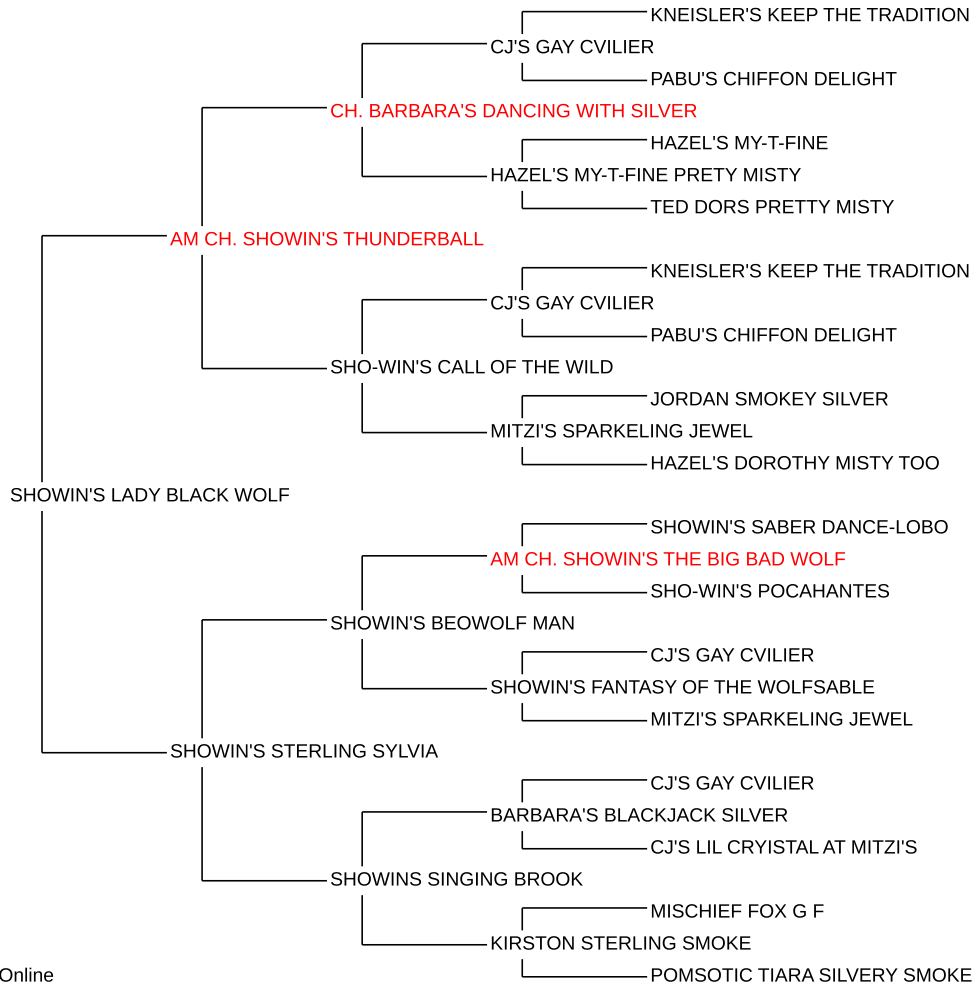 KNEISLER'S KEEP THE TRADITION
CJ'S GAY CVILIER
PABU'S CHIFFON DELIGHT
CH. BARBARA'S DANCING WITH SILVER
HAZEL'S MY-T-FINE
HAZEL'S MY-T-FINE PRETY MISTY
TED DORS PRETTY MISTY
AM CH. SHOWIN'S THUNDERBALL
KNEISLER'S KEEP THE TRADITION
CJ'S GAY CVILIER
PABU'S CHIFFON DELIGHT
SHO-WIN'S CALL OF THE WILD
JORDAN SMOKEY SILVER
MITZI'S SPARKELING JEWEL
HAZEL'S DOROTHY MISTY TOO
SHOWIN'S LADY BLACK WOLF
SHOWIN'S SABER DANCE-LOBO
AM CH. SHOWIN'S THE BIG BAD WOLF
SHO-WIN'S POCAHANTES
SHOWIN'S BEOWOLF MAN
CJ'S GAY CVILIER
SHOWIN'S FANTASY OF THE WOLFSABLE
MITZI'S SPARKELING JEWEL
SHOWIN'S STERLING SYLVIA
CJ'S GAY CVILIER
BARBARA'S BLACKJACK SILVER
CJ'S LIL CRYISTAL AT MITZI'S
SHOWINS SINGING BROOK
MISCHIEF FOX G F
KIRSTON STERLING SMOKE
POMSOTIC TIARA SILVERY SMOKE
Online